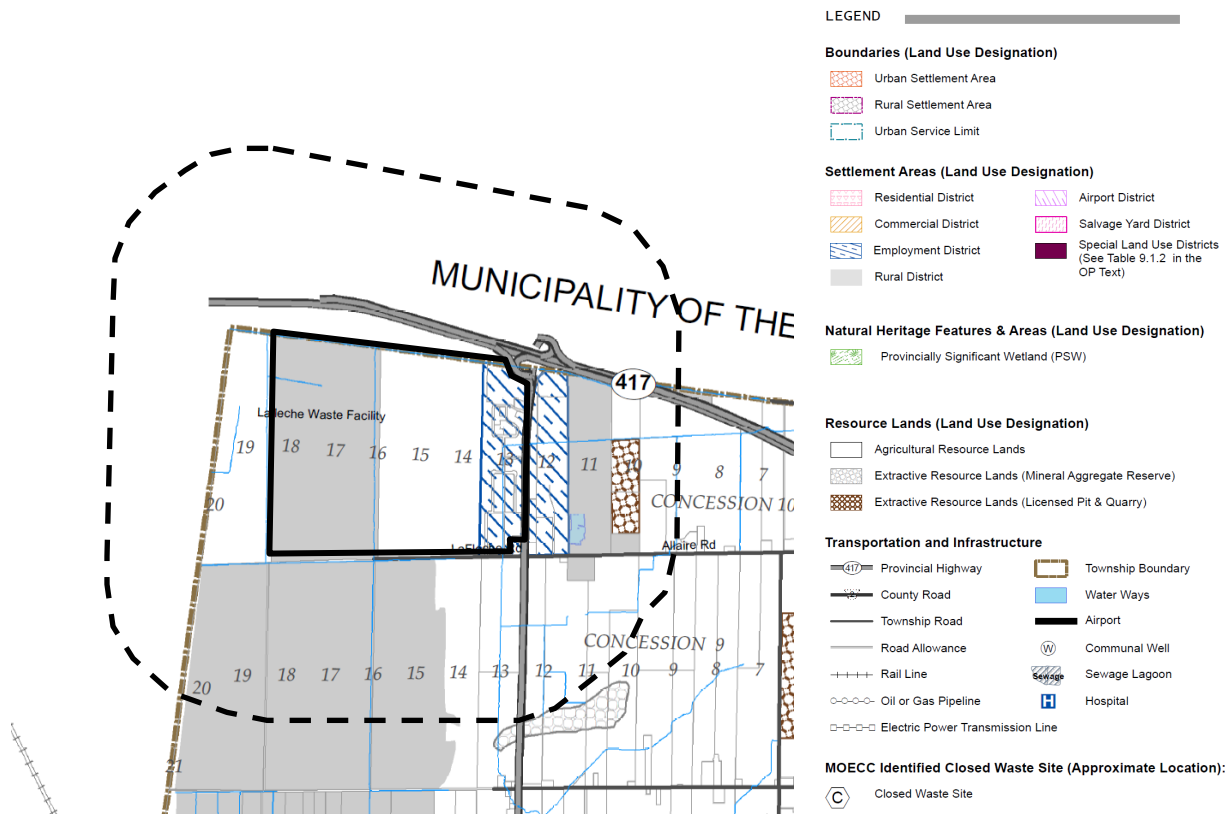 LEGEND
Boundaries (Land Use Designation)
Urban Settlement Area
Rural Settlement Area
Urban Service Limit
Settlement Areas (Land Use Designation)
Residential District
Airport District
Commercial District
Salvage Yard District
Employment District
Special Land Use Districts
(See Table 9.1.2 in the
OP Text)
Rural District
Natural Heritage Features & Areas (Land Use Designation)
Provincially Significant Wetland (PSW)
Resource Lands (Land Use Designation)
Agricultural Resource Lands
Extractive Resource Lands (Mineral Aggregate Reserve)
Extractive Resource Lands (Licensed Pit & Quarry)
Transportation and Infrastructure
417
Provincial Highway
Township Boundary
County Road
Water Ways
Township Road
Airport
Road Allowance
W
Communal Well
Rail Line
Sewage
Sewage Lagoon
Oil or Gas Pipeline
H
Hospital
Electric Power Transmission Line
MOECC Identified Closed Waste Site (Approximate Location):
C
Closed Waste Site
MUNICIPALITY OF THE
417
Lafleche Waste Facility
19 18 17 16 15 14 13 12 11 10 9 8 7
20
CONCESSION 10
LaFleche Rd
Allaire Rd
CONCESSION 9
20 19 18 17 16 15 14 13 12 11 10 9 8 7
21